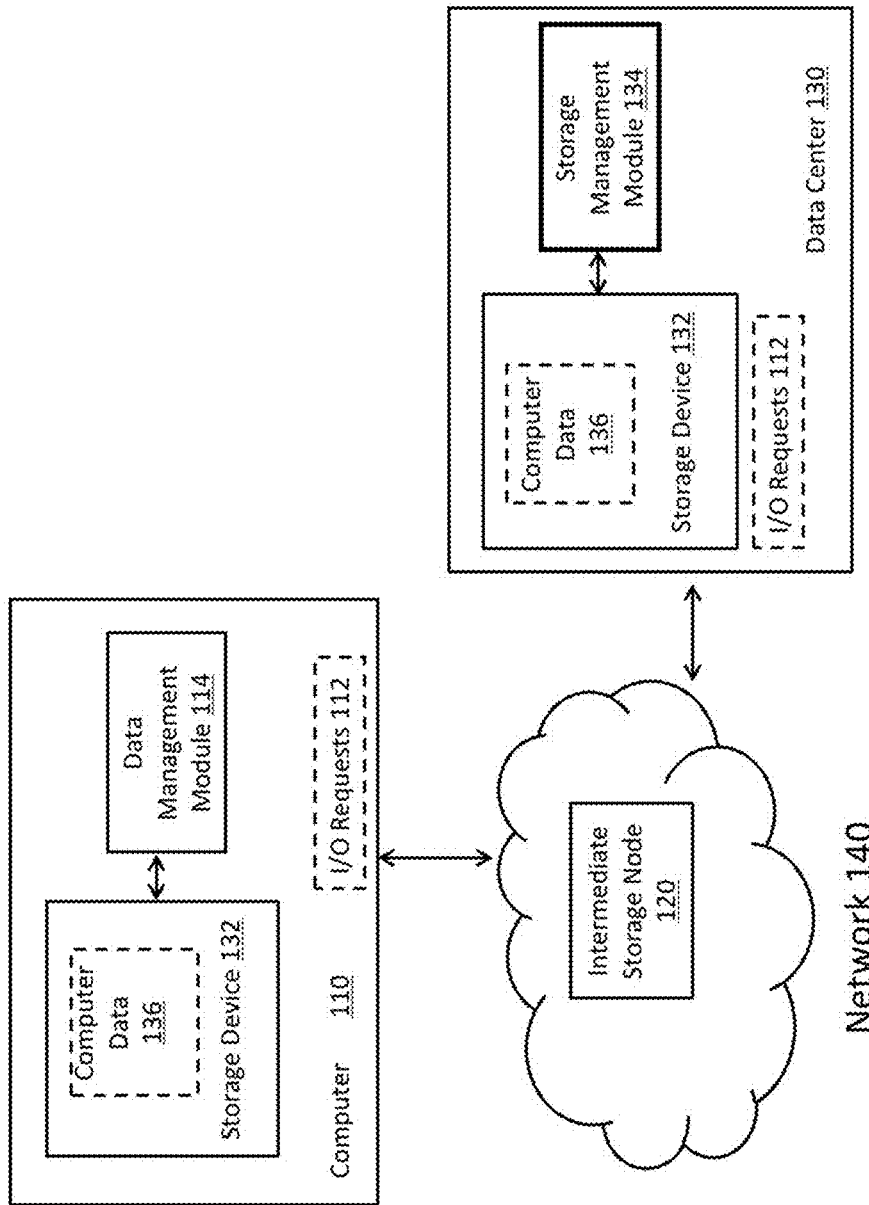 Computer
Data
136
Storage Device 132
Data
Management
Module 114
Computer 110
I/O Requests 112
Intermediate
Storage Node
120
Network 140
Computer
Data
136
Storage Device 132
Storage
Management
Module 134
I/O Requests 112
Data Center 130